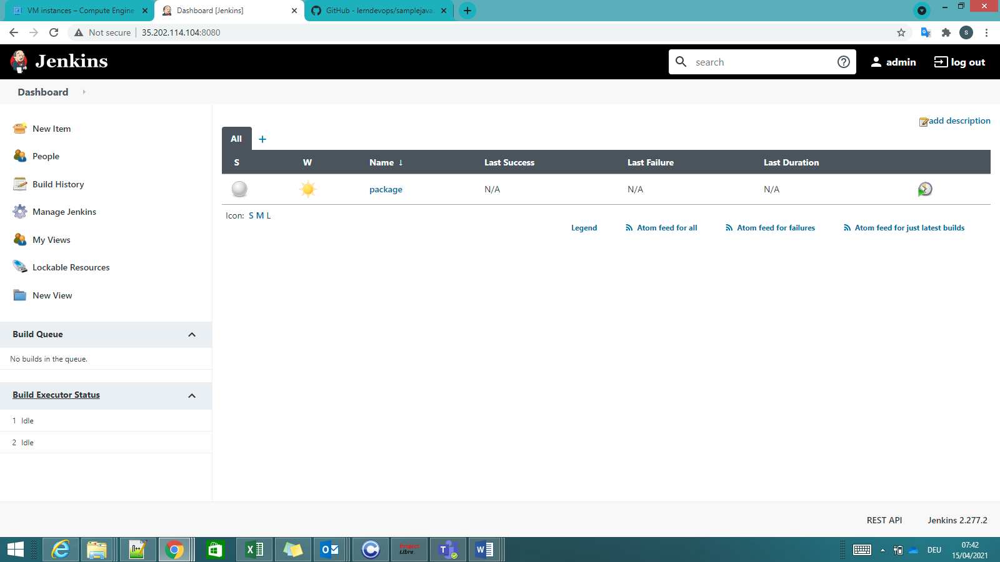 VM instances – Compute Engine
Dashboard [Jenkins]
GitHub - lerndevops/samplejava
Not secure
35.202.114.104:8080
S
Jenkins
search
admin
log out
Dashboard
New Item
People
Build History
Manage Jenkins
My Views
Lockable Resources
New View
Build Queue
No builds in the queue.
Build Executor Status
1 Idle
2 Idle
add description
All +
S W Name ↓ Last Success Last Failure Last Duration
package N/A N/A N/A
Icon: S M L
Legend Atom feed for all Atom feed for failures Atom feed for just latest builds
REST API Jenkins 2.277.2
Project
Libre
DEU
07:42
15/04/2021